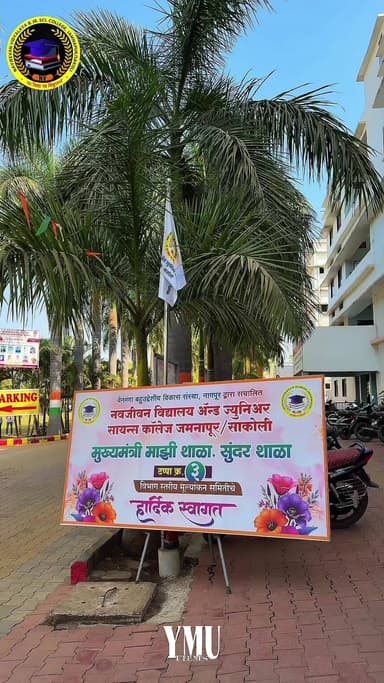 वेनगंगा बहुउद्देशीय विकास संस्था, नागपूर द्वारा संचालित
नवजीवन विद्यालय अ‍ॅन्ड ज्युनिअर
सायन्स कॉलेज जमनापूर/साकोली
मुख्यमंत्री माझी शाळा, सुंदर शाळा
टप्पा क्र. ३
विभाग स्तरीय मूल्यांकन समितीचे
हार्दिक स्वागत
PARKING
YMU